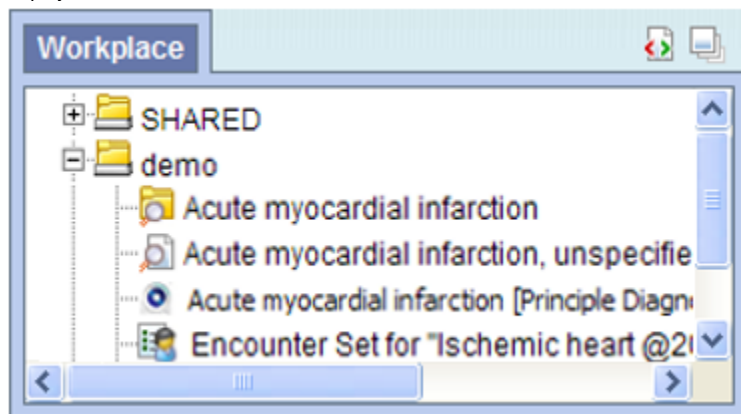 Workplace
SHARED
demo
Acute myocardial infarction
Acute myocardial infarction, unspecifie
Acute myocardial infarction [Principle Diagn
Encounter Set for "Ischemic heart @2